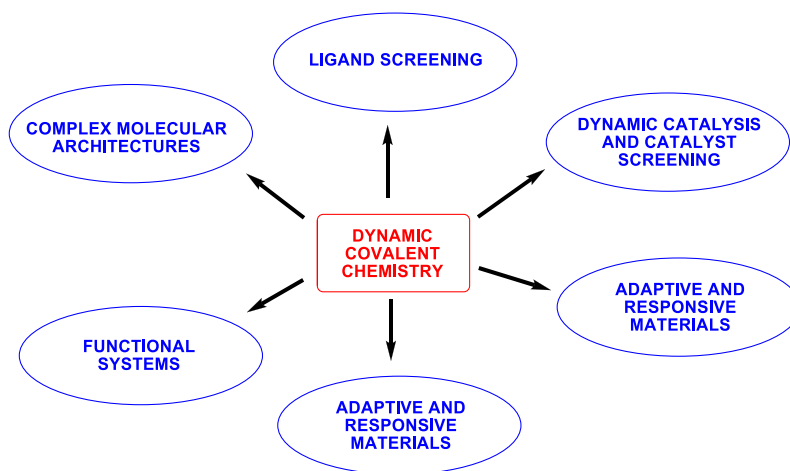 LIGAND SCREENING
COMPLEX MOLECULAR
ARCHITECTURES
DYNAMIC CATALYSIS
AND CATALYST
SCREENING
DYNAMIC
COVALENT
CHEMISTRY
ADAPTIVE AND
RESPONSIVE
MATERIALS
FUNCTIONAL
SYSTEMS
ADAPTIVE AND
RESPONSIVE
MATERIALS